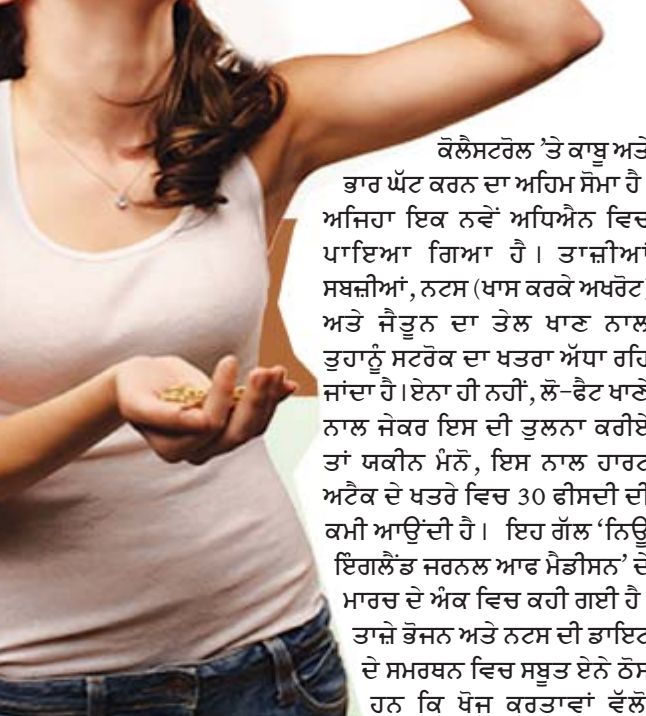 ਕੋਲੈਸਟਰੋਲ ’ਤੇ ਕਾਬੂ ਅਤੇ
ਭਾਰ ਘੱਟ ਕਰਨ ਦਾ ਅਹਿਮ ਸੋਮਾ ਹੈ
ਅਜਿਹਾ ਇਕ ਨਵੇਂ ਅਧਿਐਨ ਵਿਚ
ਪਾਇਆ ਗਿਆ ਹੈ। ਤਾਜ਼ੀਆਂ
ਸਬਜ਼ੀਆਂ, ਨਟਸ (ਖਾਸ ਕਰਕੇ ਅਖਰੋਟ)
ਅਤੇ ਜੈਤੂਨ ਦਾ ਤੇਲ ਖਾਣ ਨਾਲ
ਤੁਹਾਨੂੰ ਸਟਰੋਕ ਦਾ ਖਤਰਾ ਅੱਧਾ ਰਹਿ
ਜਾਂਦਾ ਹੈ।ਏਨਾ ਹੀ ਨਹੀਂ, ਲੋ-ਫੈਟ ਖਾਣੇ
ਨਾਲ ਜੇਕਰ ਇਸ ਦੀ ਤੁਲਨਾ ਕਰੀਏ
ਤਾਂ ਯਕੀਨ ਮੰਨੋ, ਇਸ ਨਾਲ ਹਾਰਟ
ਅਟੈਕ ਦੇ ਖਤਰੇ ਵਿਚ 30 ਫੀਸਦੀ ਦੀ
ਕਮੀ ਆਉਂਦੀ ਹੈ। ਇਹ ਗੱਲ ‘ਨਿਊ
ਇੰਗਲੈਂਡ ਜਰਨਲ ਆਫ ਮੈਡੀਸਨ’ ਦੇ
ਮਾਰਚ ਦੇ ਅੰਕ ਵਿਚ ਕਹੀ ਗਈ ਹੈ
ਤਾਜ਼ੇ ਭੋਜਨ ਅਤੇ ਨਟਸ ਦੀ ਡਾਇਟ
ਦੇ ਸਮਰਥਨ ਵਿਚ ਸਬੂਤ ਏਨੇ ਠੋਸ
ਹਨ ਕਿ ਖੋਜ ਕਰਤਾਵਾਂ ਵੱਲੋਂ